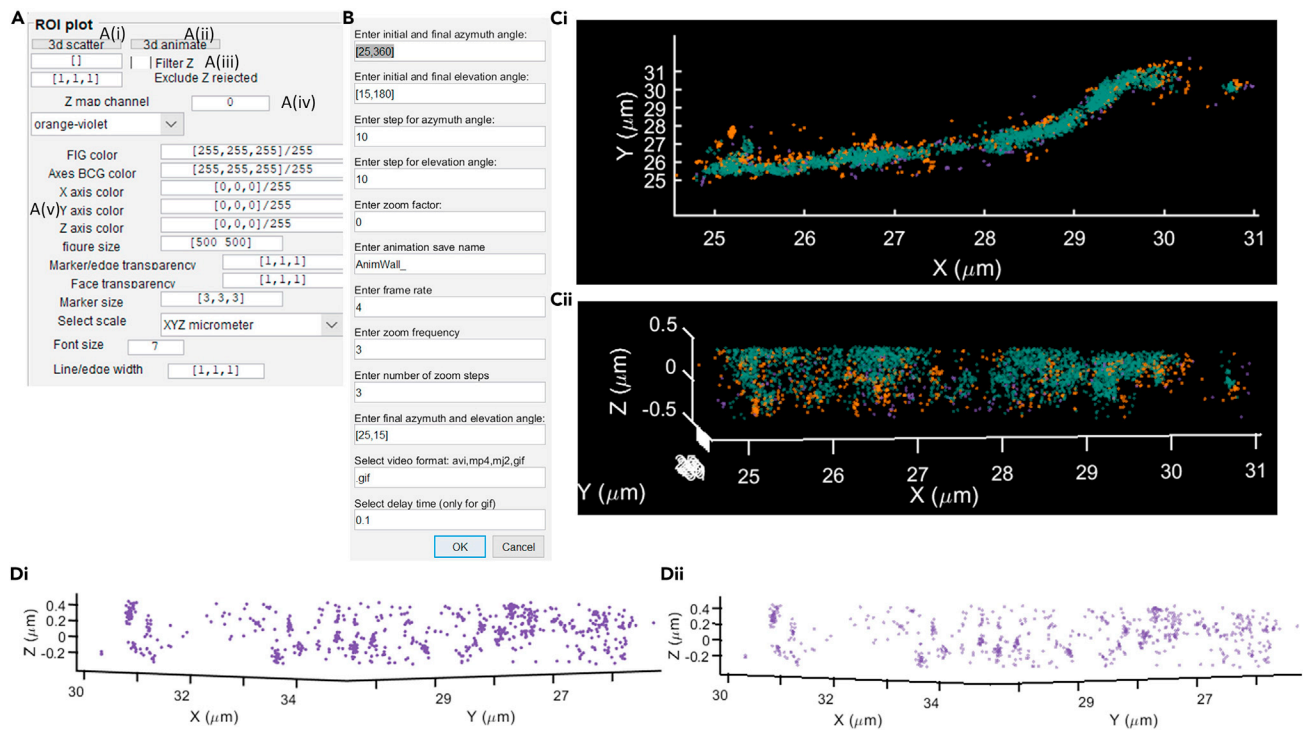 A
ROI plot
A(i)
A(ii)
3d scatter
3d animate
[]
Filter Z
A(iii)
[1,1,1]
Exclude Z rejected
Z map channel
0
A(iv)
orange-violet
FIG color
[255,255,255]/255
Axes BCG color
[255,255,255]/255
X axis color
[0,0,0]/255
A(v)
Y axis color
[0,0,0]/255
Z axis color
[0,0,0]/255
figure size
[500 500]
Marker/edge transparency
[1,1,1]
Face transparency
[1,1,1]
Marker size
[3,3,3]
Select scale
XYZ micrometer
Font size
7
Line/edge width
[1,1,1]
B
Enter initial and final azimuth angle:
[25,360]
Enter initial and final elevation angle:
[15,180]
Enter step for azymuth angle:
10
Enter step for elevation angle:
10
Enter zoom factor:
0
Enter animation save name
AnimWall_
Enter frame rate
4
Enter zoom frequency
3
Enter number of zoom steps
3
Enter final azymuth and elevation angle:
[25,15]
Select video format: avi,mp4,mj2,gif
.gif
Select delay time (only for gif)
0.1
OK
Cancel
Ci
Y (μm)
31
30
29
28
27
26
25
25 26 27 28 29 30 31
X (μm)
Cii
Z (μm)
0.5
0
-0.5
Y (μm)
25 26 27 28 29 30 31
X (μm)
Di
Z (μm)
0.4
0.2
0
-0.2
30 32 34 29 27
X (μm)
Y (μm)
Dii
Z (μm)
0.4
0.2
0
-0.2
30 32 34 29 27
X (μm)
Y (μm)